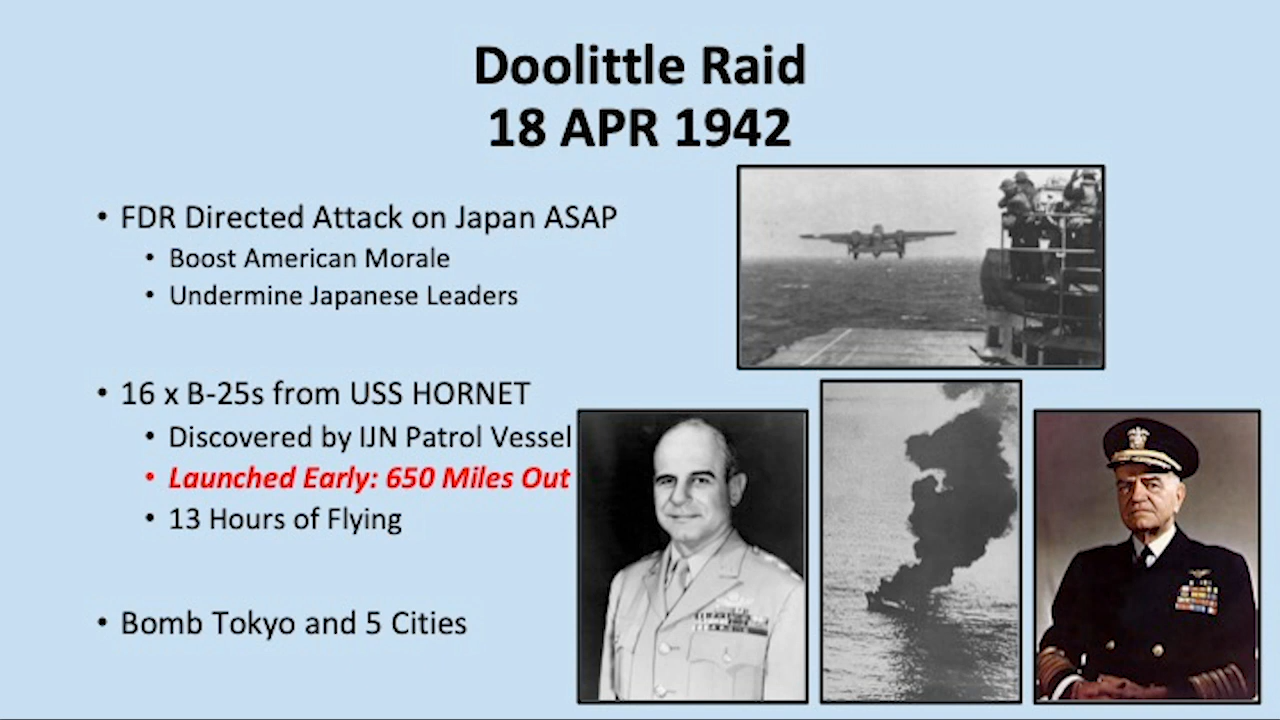 Doolittle Raid
18 APR 1942
• FDR Directed Attack on Japan ASAP
• Boost American Morale
• Undermine Japanese Leaders
• 16 x B-25s from USS HORNET
• Discovered by IJN Patrol Vessel
• Launched Early: 650 Miles Out
• 13 Hours of Flying
• Bomb Tokyo and 5 Cities